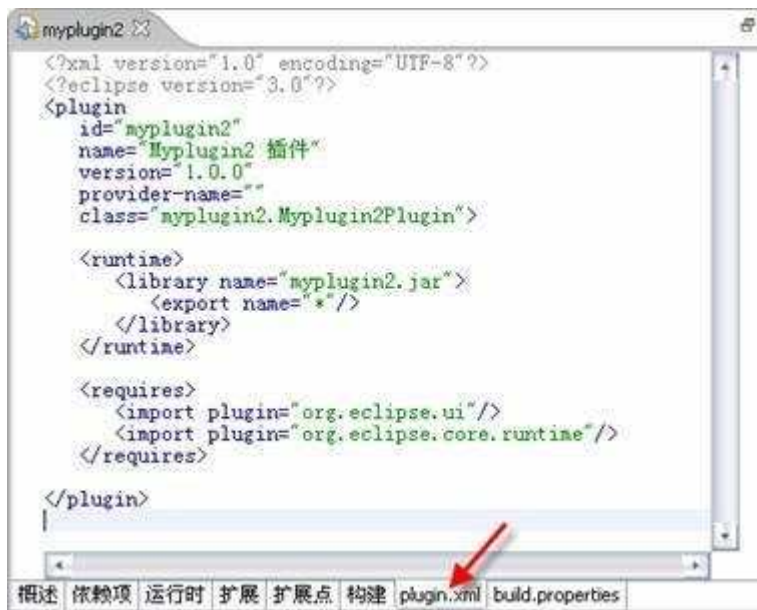 myplugin2
<?xml version="1.0" encoding="UTF-8"?>
<?eclipse version="3.0"?>
<plugin
   id="myplugin2"
   name="Myplugin2 插件"
   version="1.0.0"
   provider-name=""
   class="myplugin2.Myplugin2Plugin">
   <runtime>
      <library name="myplugin2.jar">
         <export name="*"/>
      </library>
   </runtime>
   <requires>
      <import plugin="org.eclipse.ui"/>
      <import plugin="org.eclipse.core.runtime"/>
   </requires>
</plugin>
概述 依赖项 运行时 扩展 扩展点 构建 plugin.xml build.properties